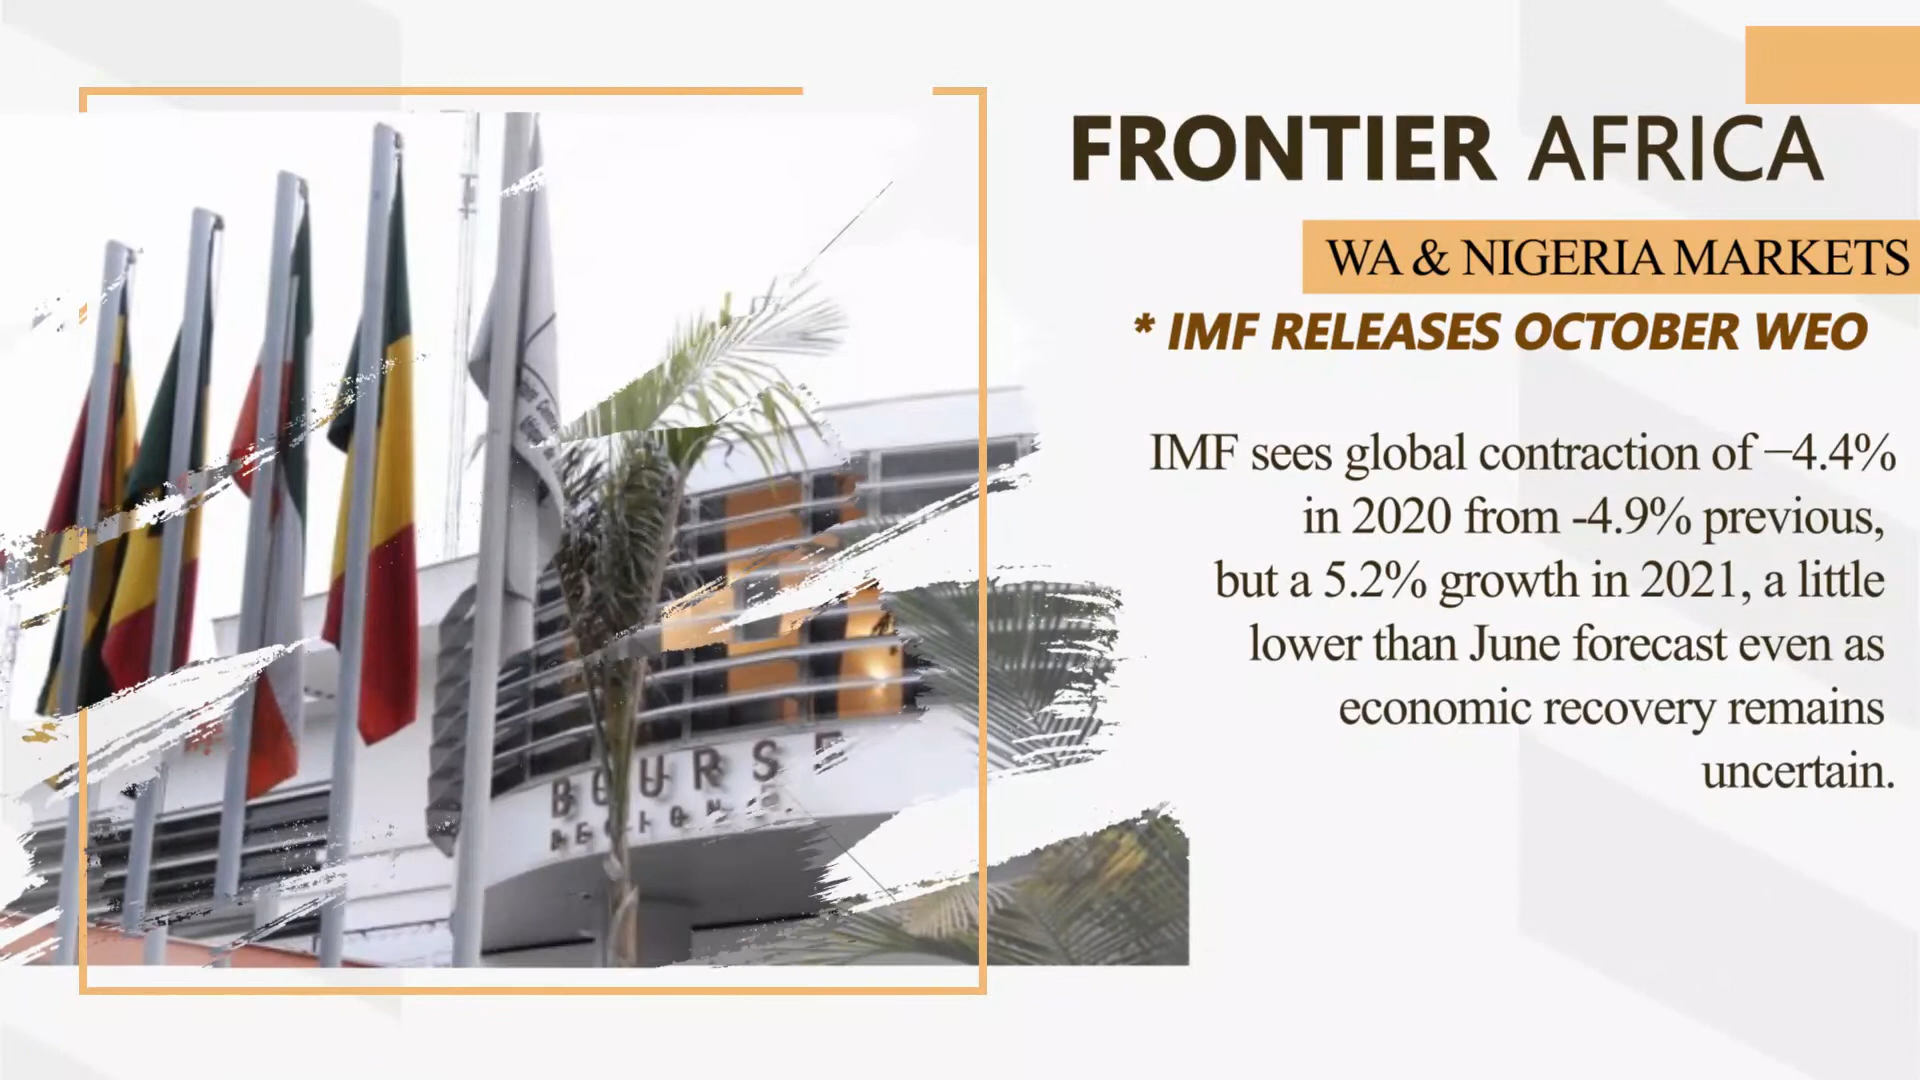 FRONTIER AFRICA
WA & NIGERIA MARKETS
* IMF RELEASES OCTOBER WEO
IMF sees global contraction of –4.4%
in 2020 from -4.9% previous,
but a 5.2% growth in 2021, a little
lower than June forecast even as
economic recovery remains
uncertain.
BOURSE
REGION